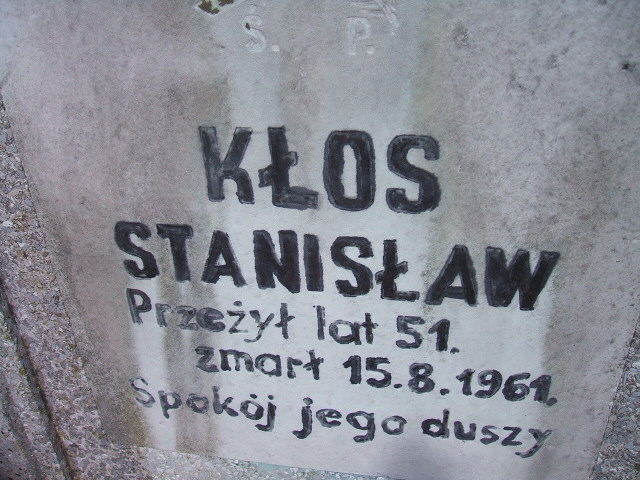 Ś. P.
KŁOS
STANISŁAW
Przeżył lat 51.
zmarł 15.8.1961.
Spokój jego duszy